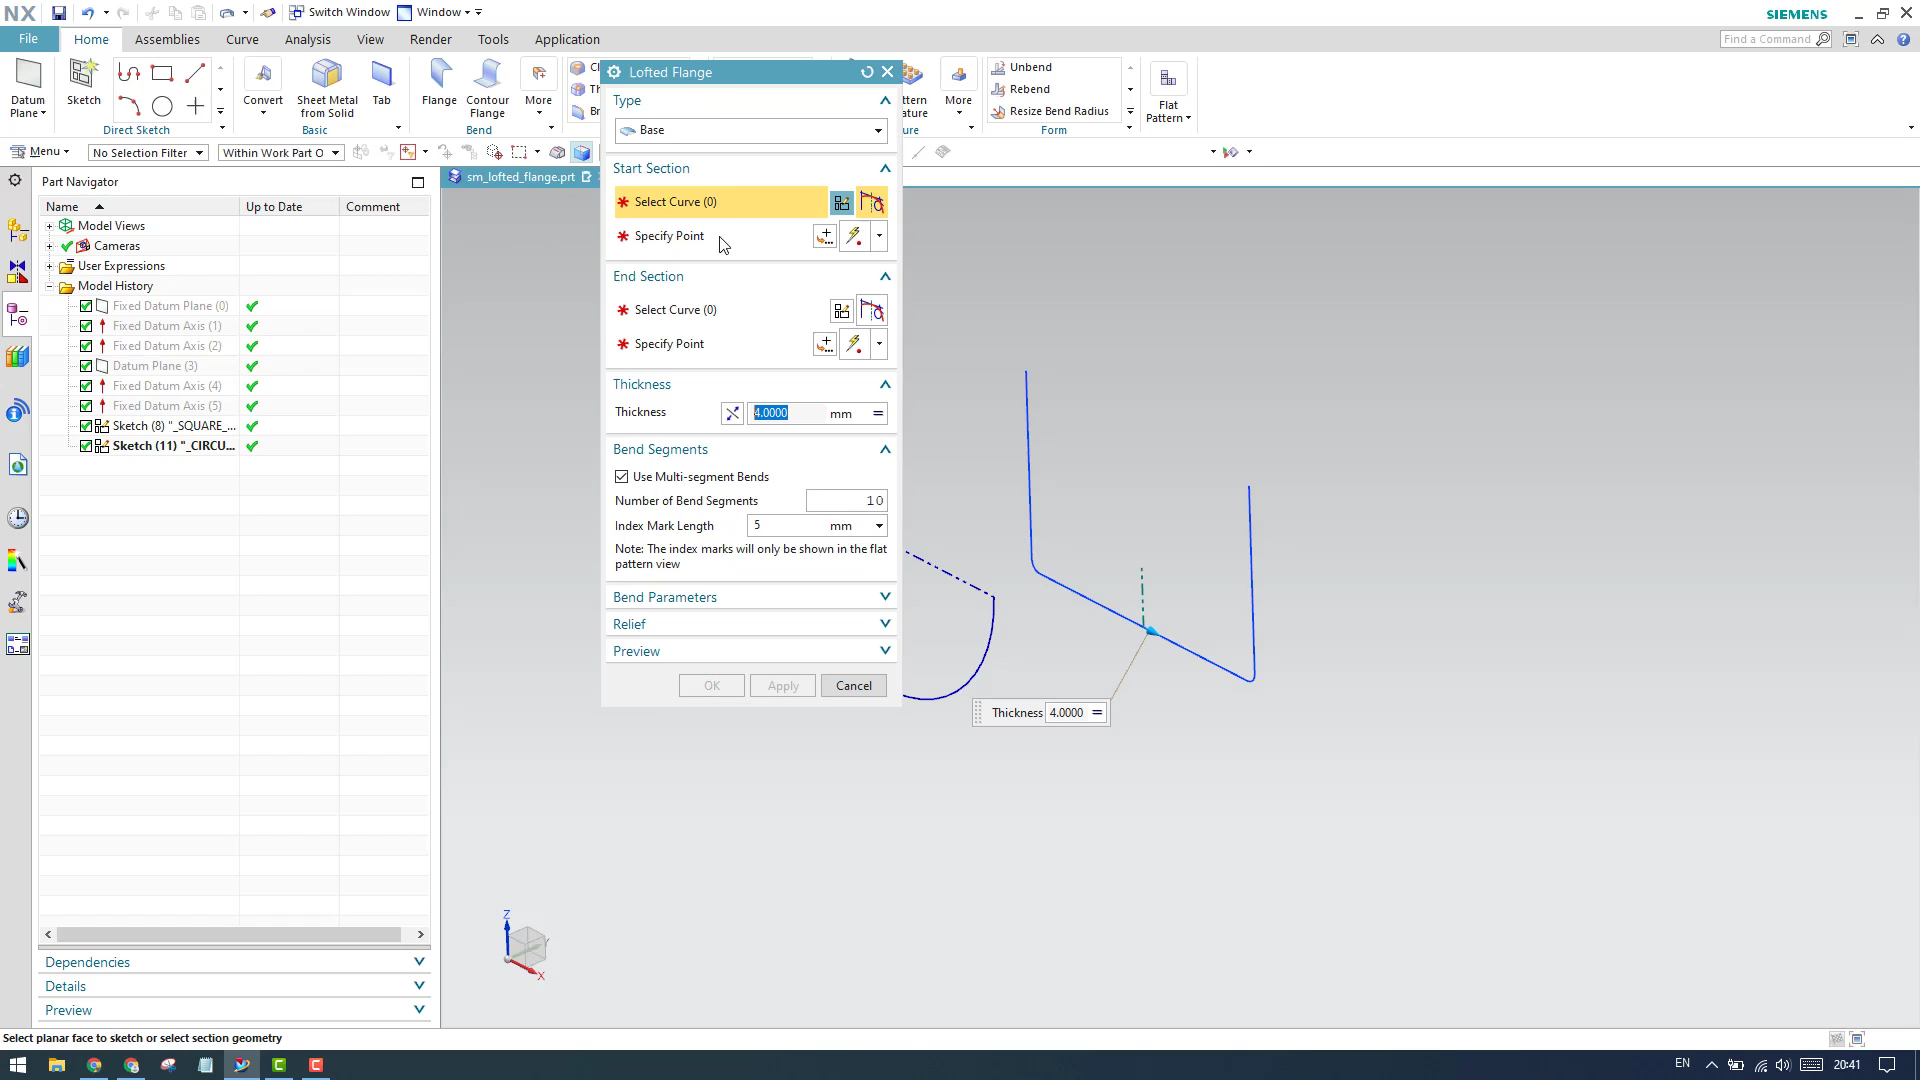 NX Switch Window Window SIEMENS
File Home Assemblies Curve Analysis View Render Tools Application Find a Command
Datum Plane Sketch Convert Sheet Metal from Solid Tab Flange Contour Flange More More Unbend Rebend Resize Bend Radius Flat Pattern
Direct Sketch Basic Bend Form
Menu No Selection Filter Within Work Part O
Part Navigator
sm_lofted_flange.prt
Name Up to Date Comment
Model Views
Cameras
User Expressions
Model History
Fixed Datum Plane (0)
Fixed Datum Axis (1)
Fixed Datum Axis (2)
Datum Plane (3)
Fixed Datum Axis (4)
Fixed Datum Axis (5)
Sketch (8) "_SQUARE_...
Sketch (11) "_CIRCU...
Dependencies
Details
Preview
Lofted Flange
Type
Base
Start Section
Select Curve (0)
Specify Point
End Section
Select Curve (0)
Specify Point
Thickness
Thickness 4.0000 mm =
Bend Segments
Use Multi-segment Bends
Number of Bend Segments 10
Index Mark Length 5 mm
Note: The index marks will only be shown in the flat
pattern view
Bend Parameters
Relief
Preview
OK Apply Cancel
Thickness 4.0000 =
Z
X
Select planar face to sketch or select section geometry
EN 20:41